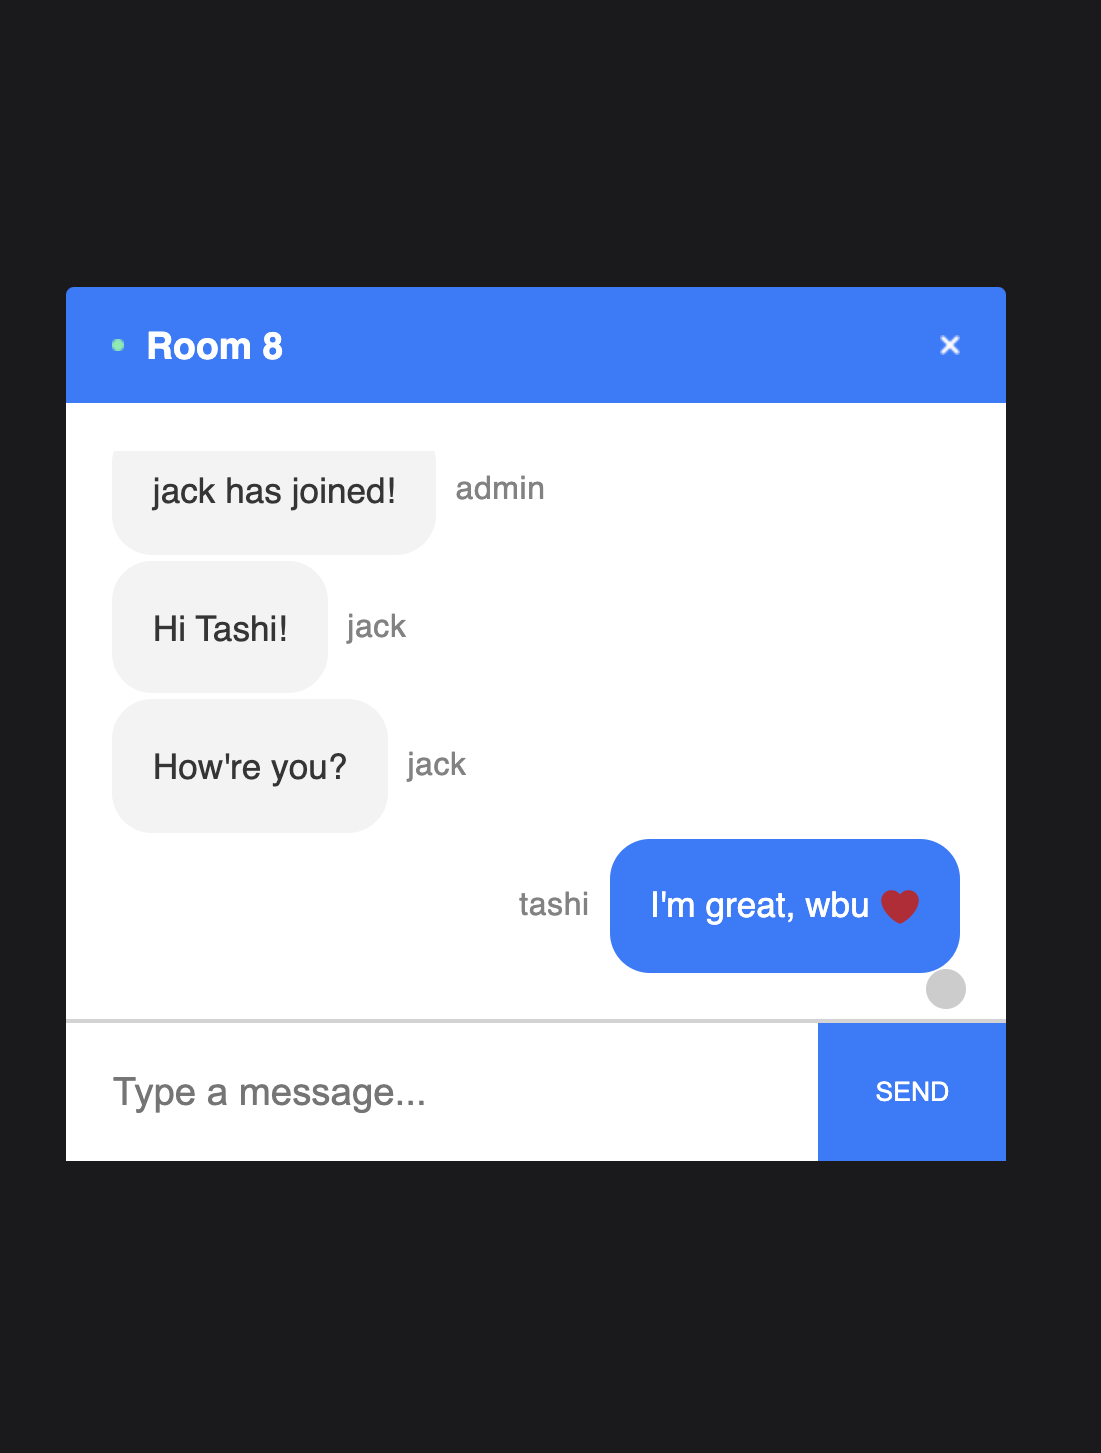 Room 8
jack has joined! admin
Hi Tashi! jack
How're you? jack
tashi I'm great, wbu ❤️
Type a message...
SEND